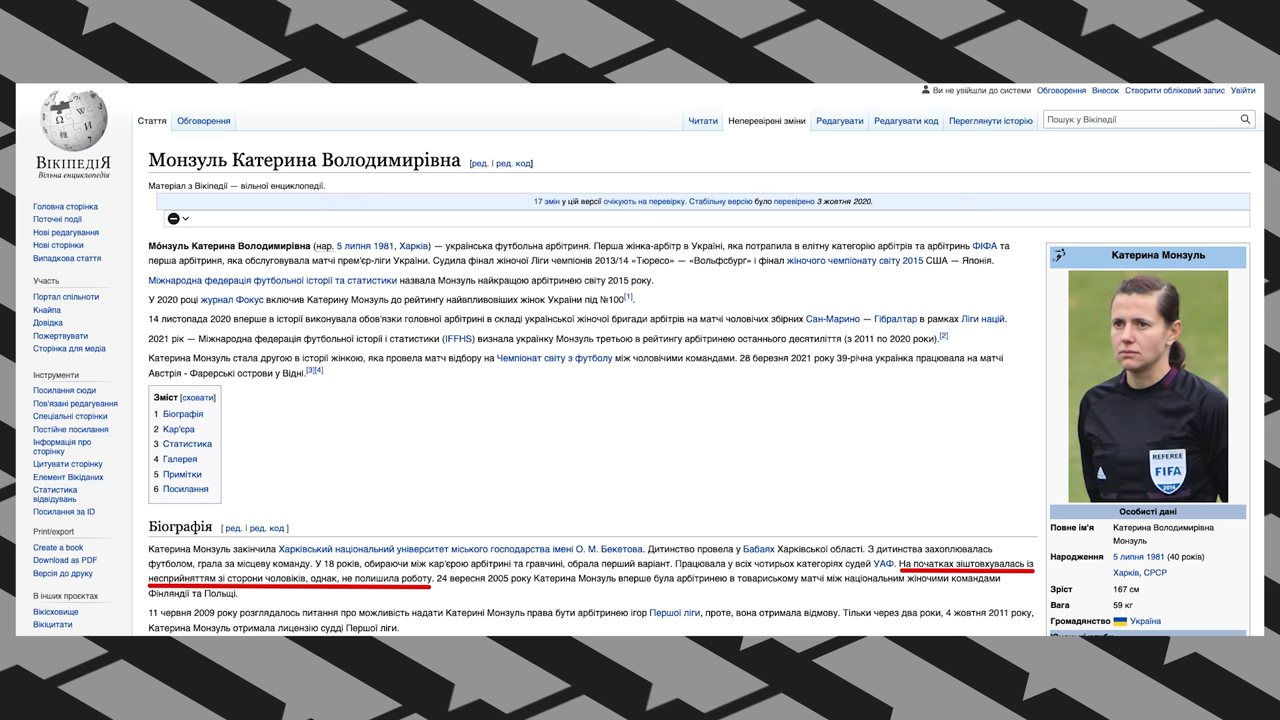 Ви не увійшли до системи Обговорення Внесок Створити обліковий запис Увійти
Стаття Обговорення Читати Неперевірені зміни Редагувати Редагувати код Переглянути історію Пошук у Вікіпедії
ВІКІПЕДІЯ
Вільна енциклопедія
Головна сторінка
Поточні події
Нові редагування
Нові сторінки
Випадкова стаття
Участь
Портал спільноти
Кнайпа
Довідка
Пожертвувати
Сторінка для медіа
Інструменти
Посилання сюди
Пов'язані редагування
Спеціальні сторінки
Постійне посилання
Інформація про
сторінку
Цитувати сторінку
Елемент Вікіданих
Статистика
відвідувань
Посилання за ID
Print/export
Create a book
Download as PDF
Версія до друку
В інших проєктах
Вікісховище
Вікіцитати
Монзуль Катерина Володимирівна [ред. | ред. код]
Матеріал з Вікіпедії — вільної енциклопедії.
17 змін у цій версії очікують на перевірку. Стабільну версію було перевірено 3 жовтня 2020.
Мо́нзуль Катерина Володимирівна (нар. 5 липня 1981, Харків) — українська футбольна арбітриня. Перша жінка-арбітр в Україні, яка потрапила в елітну категорію арбітрів та арбітринь ФІФА та
перша арбітриня, яка обслуговувала матчі прем'єр-ліги України. Судила фінал жіночої Ліги чемпіонів 2013/14 «Тюресо» — «Вольфсбург» і фінал жіночого чемпіонату світу 2015 США — Японія.
Міжнародна федерація футбольної історії та статистики назвала Монзуль найкращою арбітринею світу 2015 року.
У 2020 році журнал Фокус включив Катерину Монзуль до рейтингу найвпливовіших жінок України під №100[1].
14 листопада 2020 вперше в історії виконувала обов'язки головної арбітрині в складі української жіночої бригади арбітрів на матчі чоловічих збірних Сан-Марино — Гібралтар в рамках Ліги націй.
2021 рік — Міжнародна федерація футбольної історії і статистики (IFFHS) визнала українку Монзуль третьою в рейтингу арбітринею останнього десятиліття (з 2011 по 2020 роки).[2]
Катерина Монзуль стала другою в історії жінкою, яка провела матч відбору на Чемпіонат світу з футболу між чоловічими командами. 28 березня 2021 року 39-річна українка працювала на матчі
Австрія - Фарерські острови у Відні.[3][4]
Зміст [сховати]
1 Біографія
2 Кар'єра
3 Статистика
4 Галерея
5 Примітки
6 Посилання
Біографія [ ред. | ред. код ]
Катерина Монзуль закінчила Харківський національний університет міського господарства імені О. М. Бекетова. Дитинство провела у Бабаях Харківської області. З дитинства захоплювалась
футболом, грала за місцеву команду. У 18 років, обираючи між кар'єрою арбітрині та гравчині, обрала перший варіант. Працювала у всіх чотирьох категоріях судей УАФ. На початках зіштовхувалась із
несприйняттям зі сторони чоловіків, однак, не полишила роботу. 24 вересня 2005 року Катерина Монзуль вперше була арбітринею в товариському матчі між національним жіночими командами
Фінляндії та Польщі.
11 червня 2009 року розглядалось питання про можливість надати Катерині Монзуль права бути арбітринею ігор Першої ліги, проте, вона отримала відмову. Тільки через два роки, 4 жовтня 2011 року,
Катерина Монзуль отримала лицензію судді Першої ліги.
Катерина Монзуль
REFEREE
FIFA
2014
Особисті дані
Повне ім'я Катерина Володимирівна
Монзуль
Народження 5 липня 1981 (40 років)
Харків, СРСР
Зріст 167 см
Вага 59 кг
Громадянство Україна